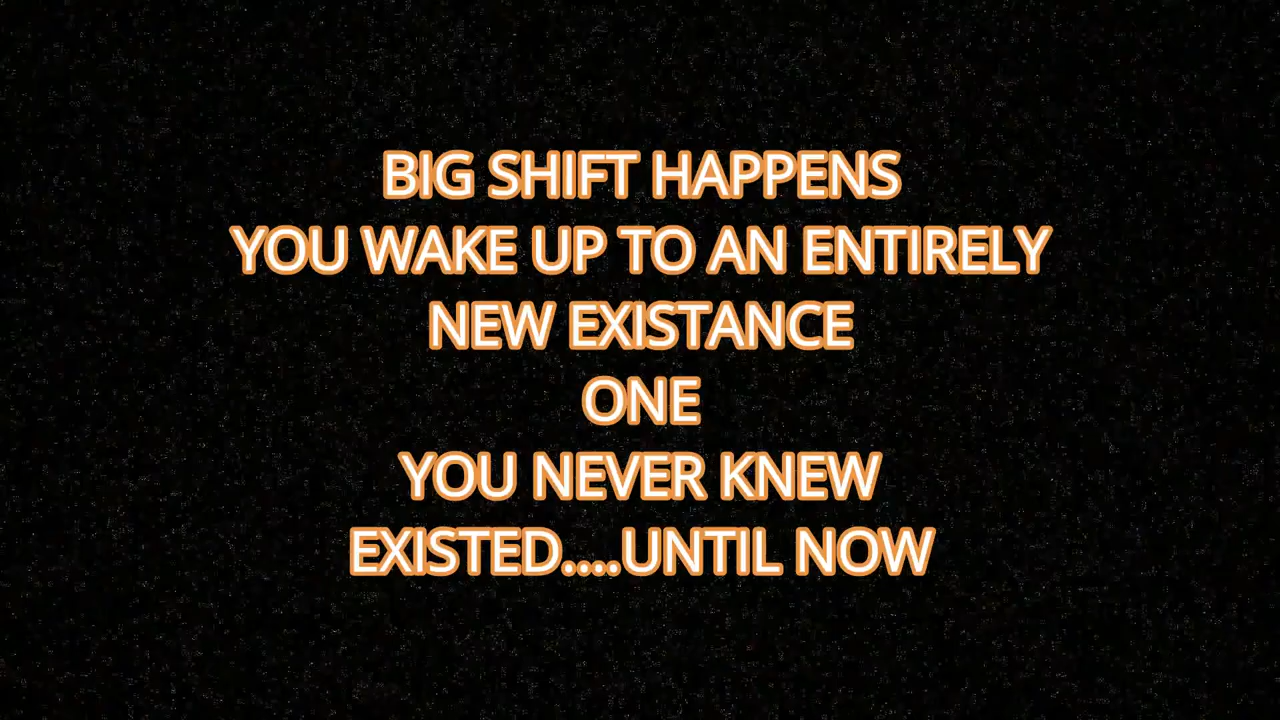 BIG SHIFT HAPPENS
YOU WAKE UP TO AN ENTIRELY
NEW EXISTANCE
ONE
YOU NEVER KNEW
EXISTED....UNTIL NOW